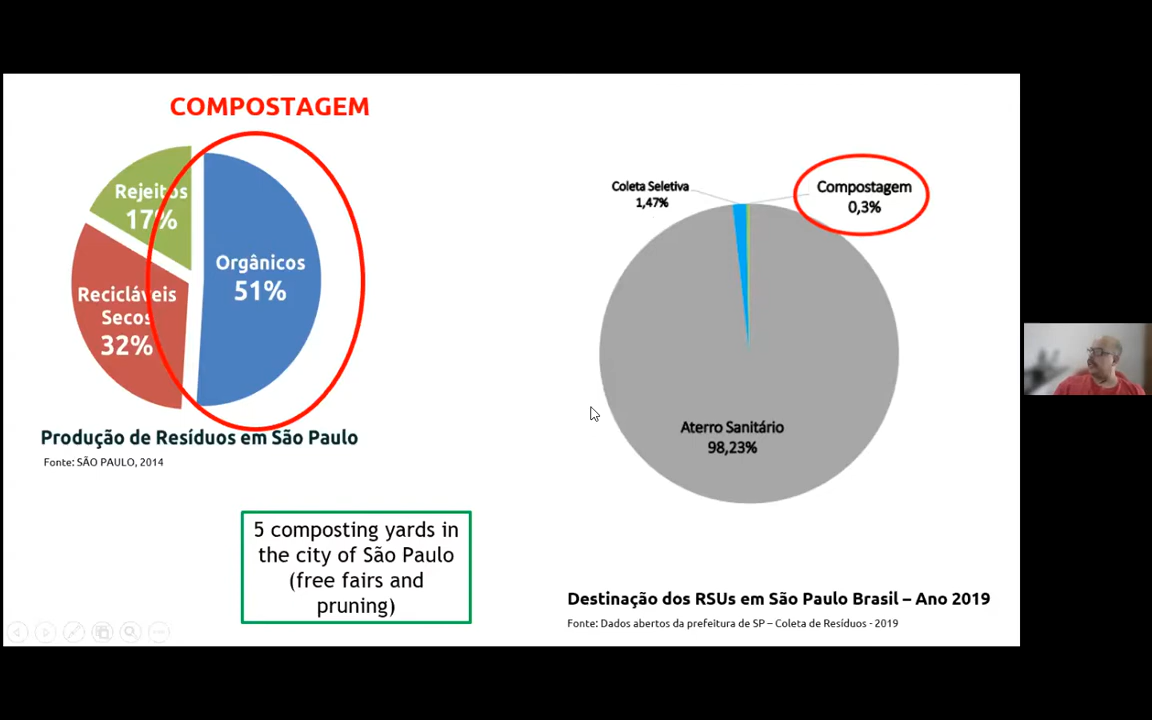 COMPOSTAGEM
Rejeitos
17%
Orgânicos
51%
Recicláveis
Secos
32%
Produção de Resíduos em São Paulo
Fonte: SÃO PAULO, 2014
5 composting yards in
the city of São Paulo
(free fairs and
pruning)
Coleta Seletiva
1,47%
Compostagem
0,3%
Aterro Sanitário
98,23%
Destinação dos RSUs em São Paulo Brasil – Ano 2019
Fonte: Dados abertos da prefeitura de SP – Coleta de Resíduos - 2019